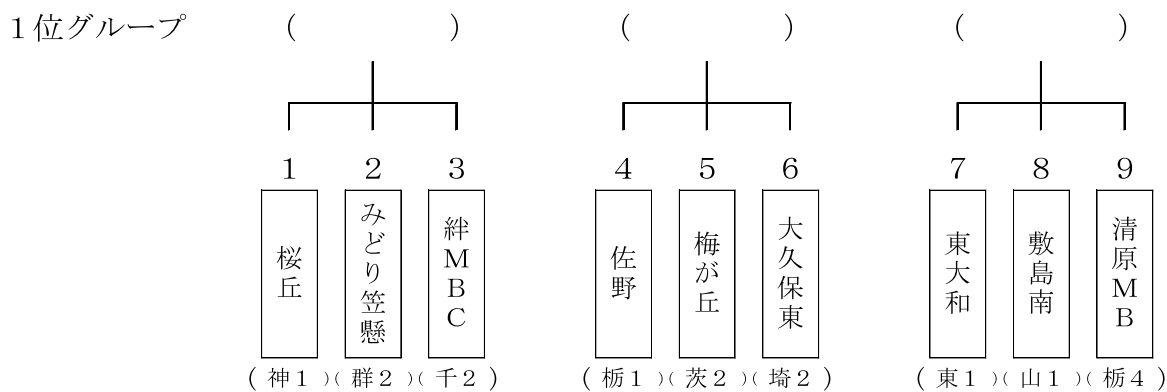 １位グループ （　　　　） （　　　　） （　　　　）
１ ２ ３ ４ ５ ６ ７ ８ ９
桜丘
みどり笠懸
絆ＭＢＣ
佐野
梅が丘
大久保東
東大和
敷島南
清原ＭＢ
（神１）（群２）（千２） （栃１）（茨２）（埼２） （東１）（山１）（栃４）